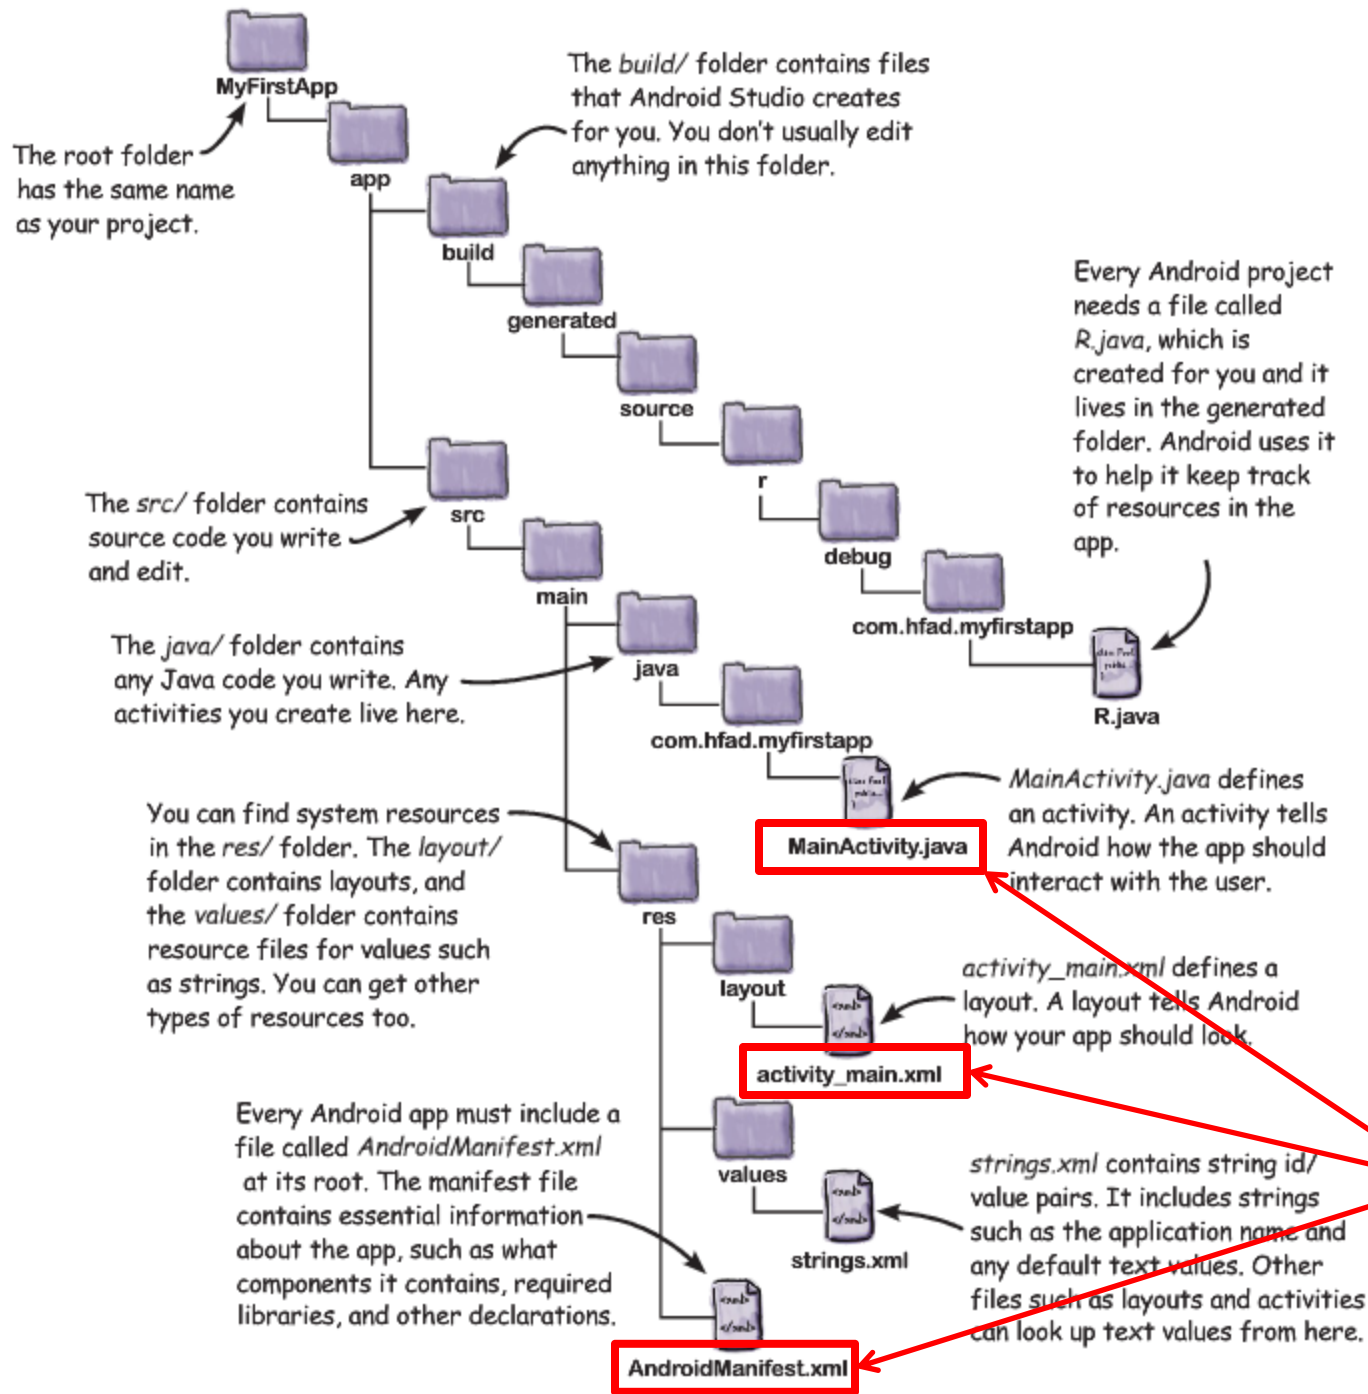 MyFirstApp
The root folder
has the same name
as your project.
app
The build/ folder contains files
that Android Studio creates
for you. You don't usually edit
anything in this folder.
build
generated
source
r
debug
com.hfad.myfirstapp
Every Android project
needs a file called
R.java, which is
created for you and it
lives in the generated
folder. Android uses it
to help it keep track
of resources in the
app.
R.java
The src/ folder contains
source code you write
and edit.
src
main
The java/ folder contains
any Java code you write. Any
activities you create live here.
java
com.hfad.myfirstapp
MainActivity.java
MainActivity.java defines
an activity. An activity tells
Android how the app should
interact with the user.
You can find system resources
in the res/ folder. The layout/
folder contains layouts, and
the values/ folder contains
resource files for values such
as strings. You can get other
types of resources too.
res
layout
<xml>
</xml>
activity_main.xml
activity_main.xml defines a
layout. A layout tells Android
how your app should look.
values
<xml>
</xml>
strings.xml
strings.xml contains string id/
value pairs. It includes strings
such as the application name and
any default text values. Other
files such as layouts and activities
can look up text values from here.
Every Android app must include a
file called AndroidManifest.xml
at its root. The manifest file
contains essential information
about the app, such as what
components it contains, required
libraries, and other declarations.
<xml>
</xml>
AndroidManifest.xml